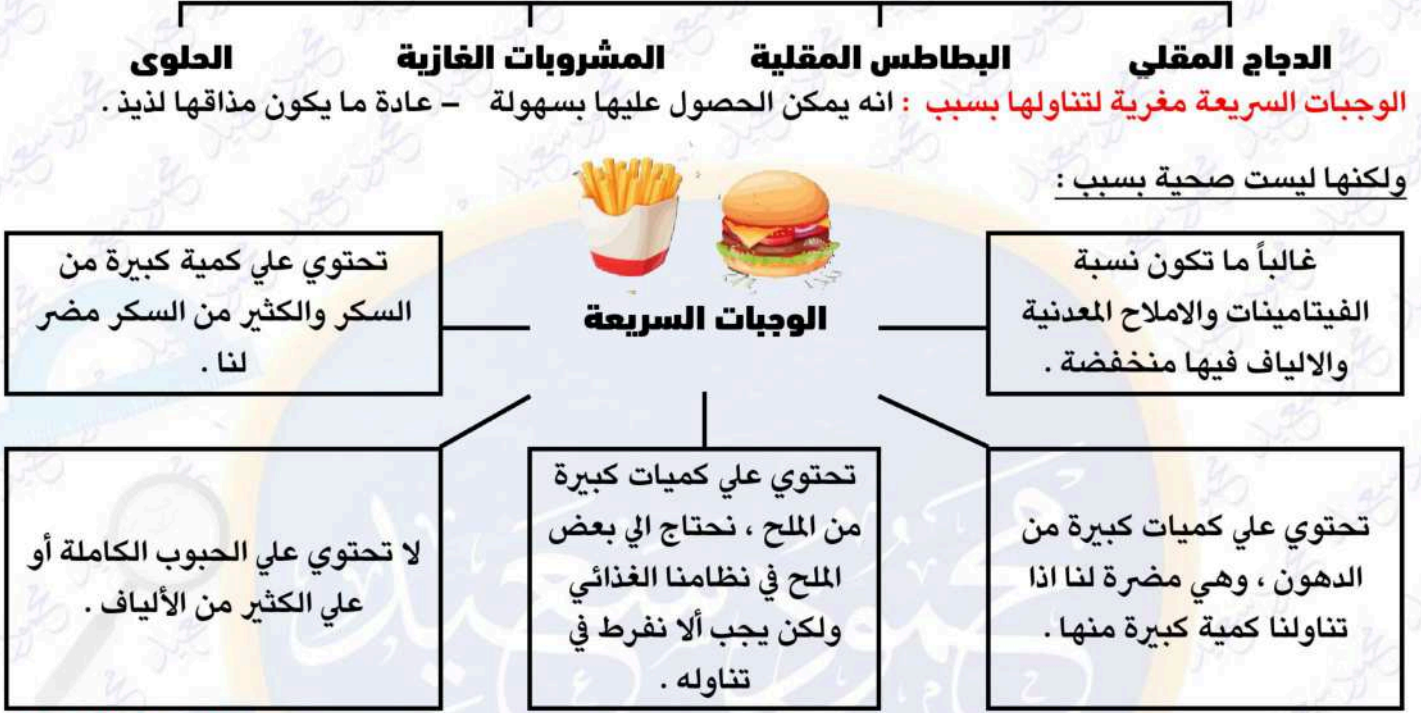 الدجاج المقلي
البطاطس المقلية
المشروبات الغازية
الحلوى
الوجبات السريعة مغرية لتناولها بسبب : انه يمكن الحصول عليها بسهولة – عادة ما يكون مذاقها لذيذ .
ولكنها ليست صحية بسبب :
غالباً ما تكون نسبة
الفيتامينات والاملاح المعدنية
والالياف فيها منخفضة .
الوجبات السريعة
تحتوي علي كمية كبيرة من
السكر والكثير من السكر مضر
لنا .
تحتوي علي كميات كبيرة من
الدهون ، وهي مضرة لنا اذا
تناولنا كمية كبيرة منها .
تحتوي علي كميات كبيرة
من الملح ، نحتاج الي بعض
الملح في نظامنا الغذائي
ولكن يجب ألا نفرط في
تناوله .
لا تحتوي علي الحبوب الكاملة أو
علي الكثير من الألياف .
محمود سعيد